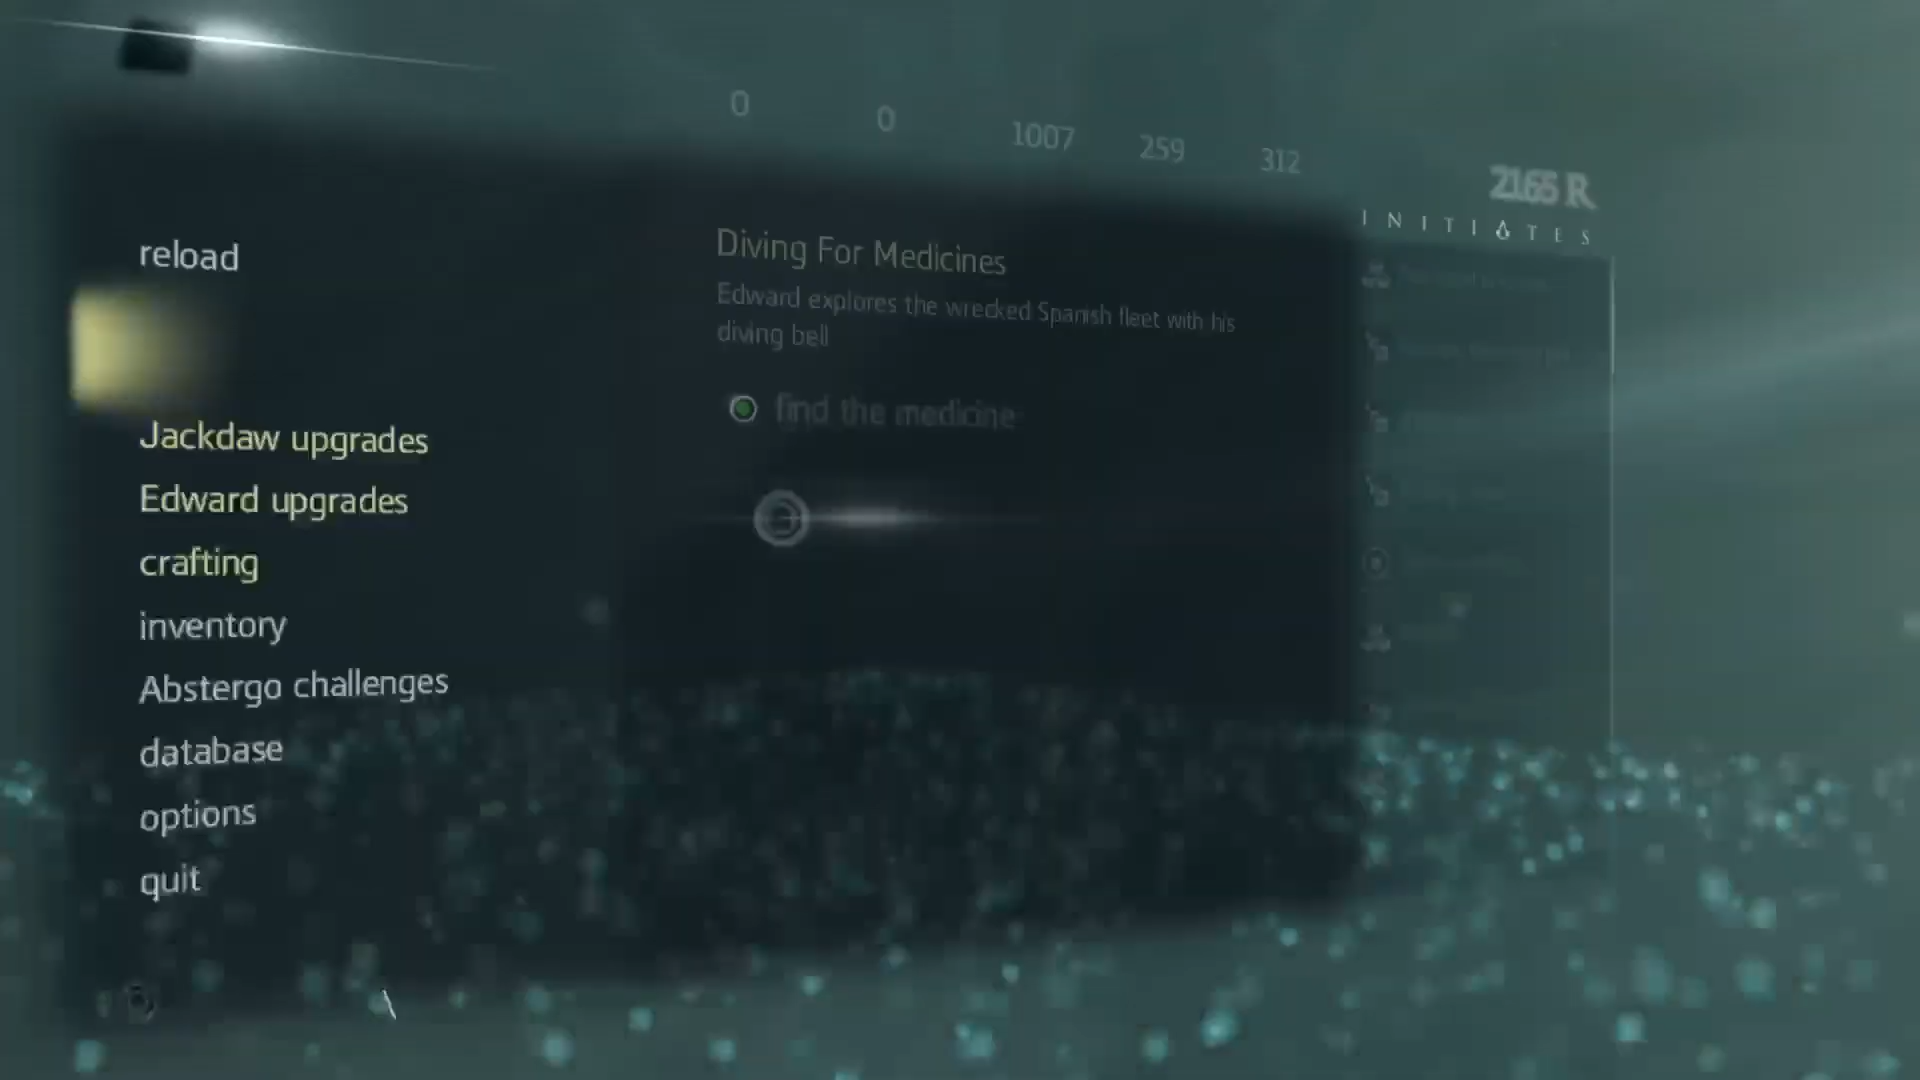 0 0 1007 259 312
2165 R
INITIATES
reload
Jackdaw upgrades
Edward upgrades
crafting
inventory
Abstergo challenges
database
options
quit
Diving For Medicines
Edward explores the wrecked Spanish fleet with his
diving bell
find the medicine